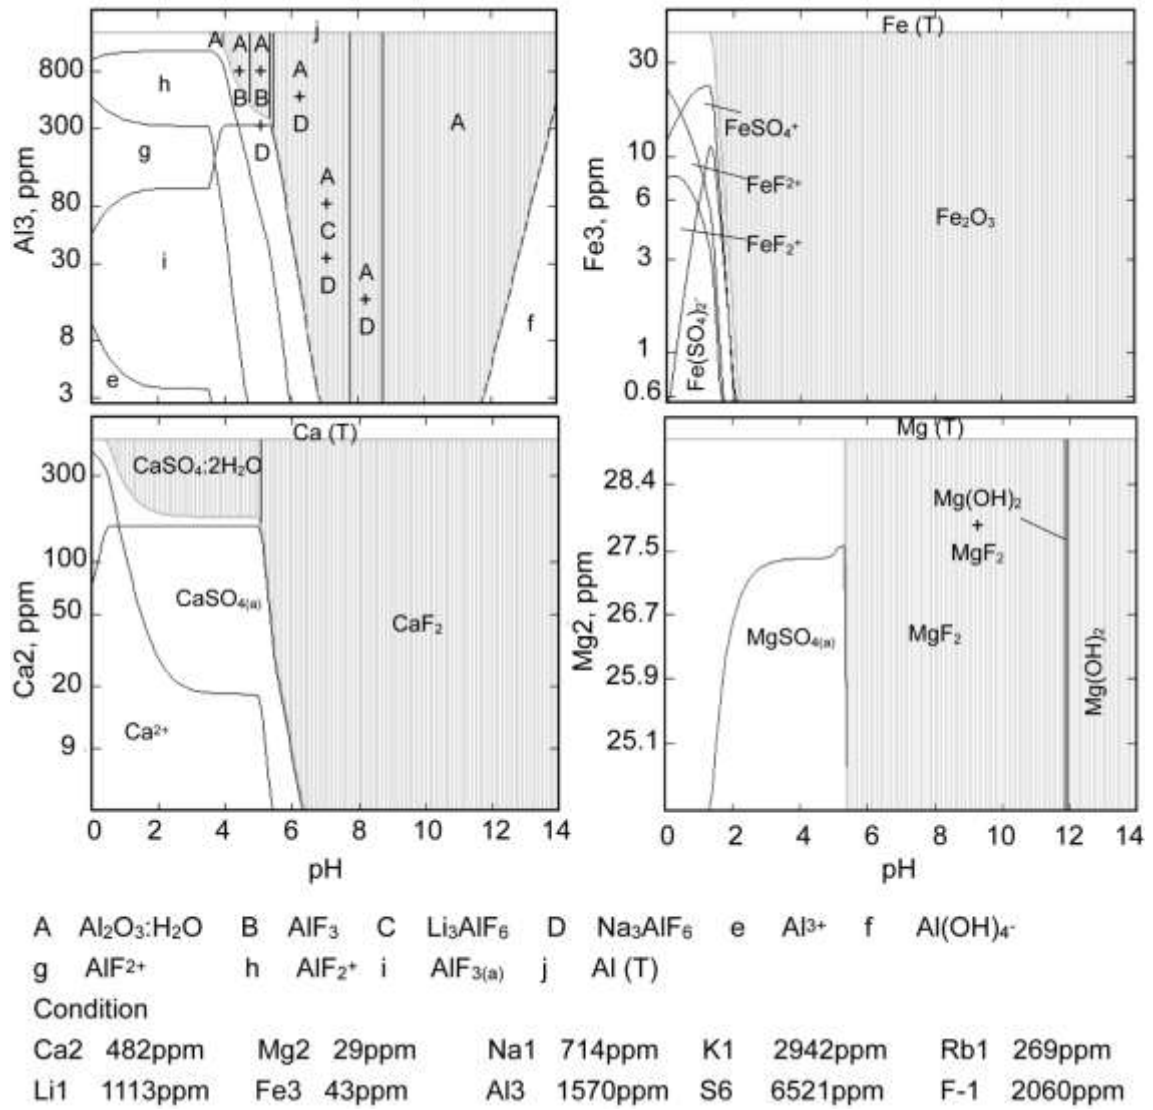 j
A A A A
+ + +
B B D
+
D
h
g
i
e
A
+
C
+
D
A
+
D
A
f
800
300
80
30
8
3
Al3, ppm
Fe (T)
FeSO₄⁺
FeF²⁺
FeF₂⁺
Fe(SO₄)₂⁻
Fe₂O₃
30
10
6
3
1
0.6
Fe3, ppm
Ca (T)
CaSO₄:2H₂O
CaSO₄₍ₐ₎
Ca²⁺
CaF₂
300
100
50
20
9
Ca2, ppm
0 2 4 6 8 10 12 14
pH
Mg (T)
Mg(OH)₂
+
MgF₂
MgSO₄₍ₐ₎
MgF₂
Mg(OH)₂
28.4
27.5
26.7
25.9
25.1
Mg2, ppm
0 2 4 6 8 10 12 14
pH
A Al₂O₃:H₂O B AlF₃ C Li₃AlF₆ D Na₃AlF₆ e Al³⁺ f Al(OH)₄⁻
g AlF²⁺ h AlF₂⁺ i AlF₃₍ₐ₎ j Al (T)
Condition
Ca2 482ppm Mg2 29ppm Na1 714ppm K1 2942ppm Rb1 269ppm
Li1 1113ppm Fe3 43ppm Al3 1570ppm S6 6521ppm F-1 2060ppm